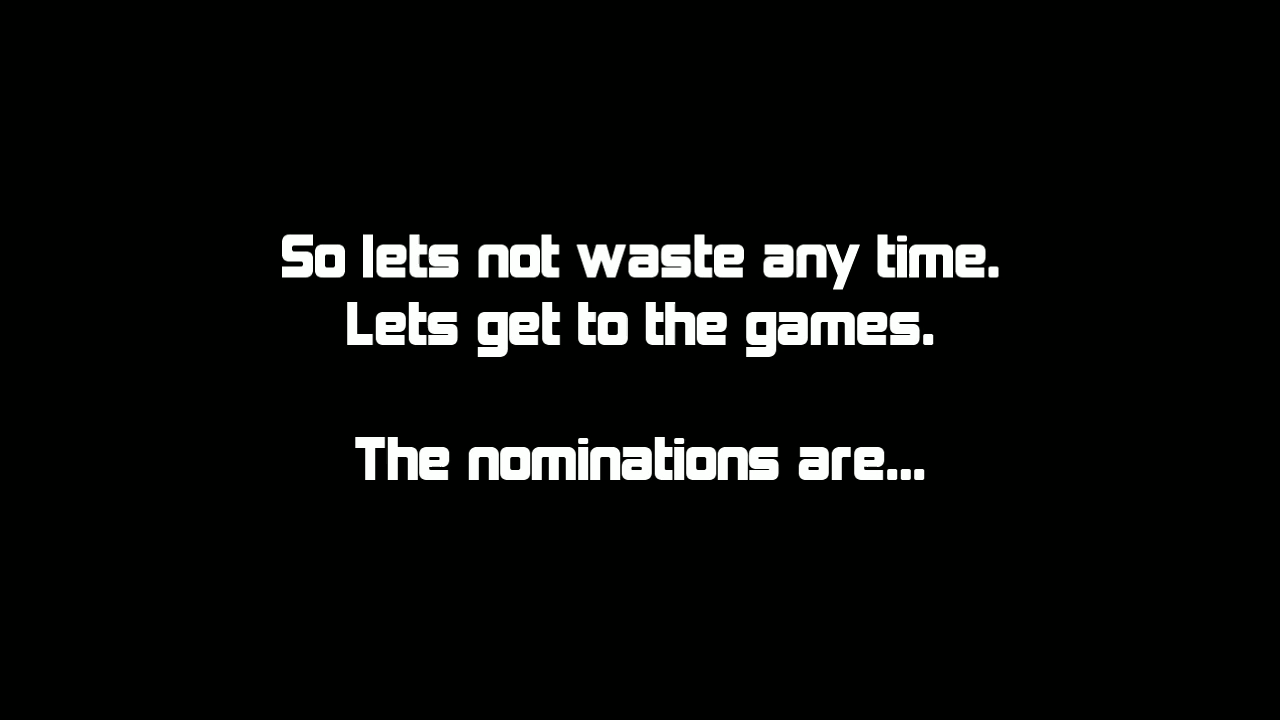 So lets not waste any time.
Lets get to the games.
The nominations are...